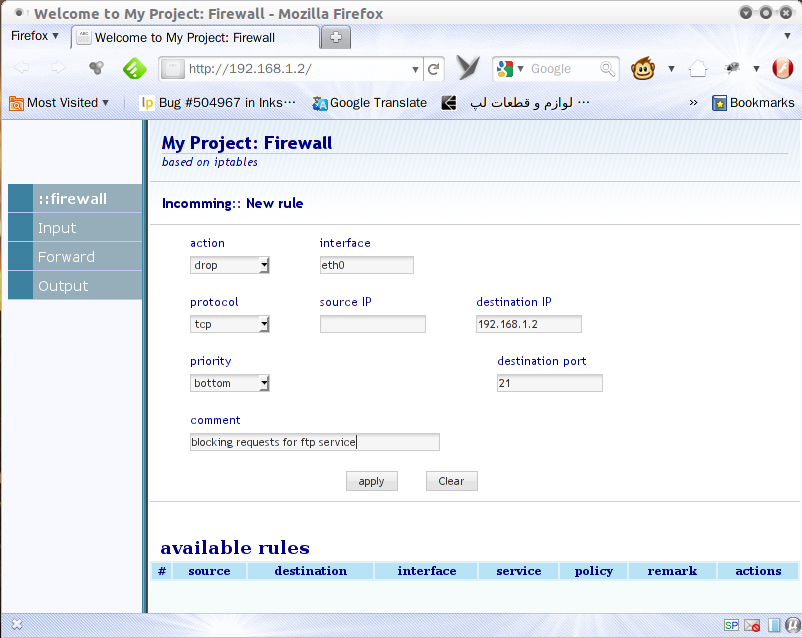 Welcome to My Project: Firewall - Mozilla Firefox
Firefox
Welcome to My Project: Firewall
http://192.168.1.2/
Google
Most Visited
lp Bug #504967 in Inks···
Google Translate
لوازم و قطعات لپ ···
»
Bookmarks
My Project: Firewall
based on iptables
::firewall
Input
Forward
Output
Incomming:: New rule
action interface
drop eth0
protocol source IP destination IP
tcp 192.168.1.2
priority destination port
bottom 21
comment
blocking requests for ftp service
apply Clear
available rules
# source destination interface service policy remark actions
SP